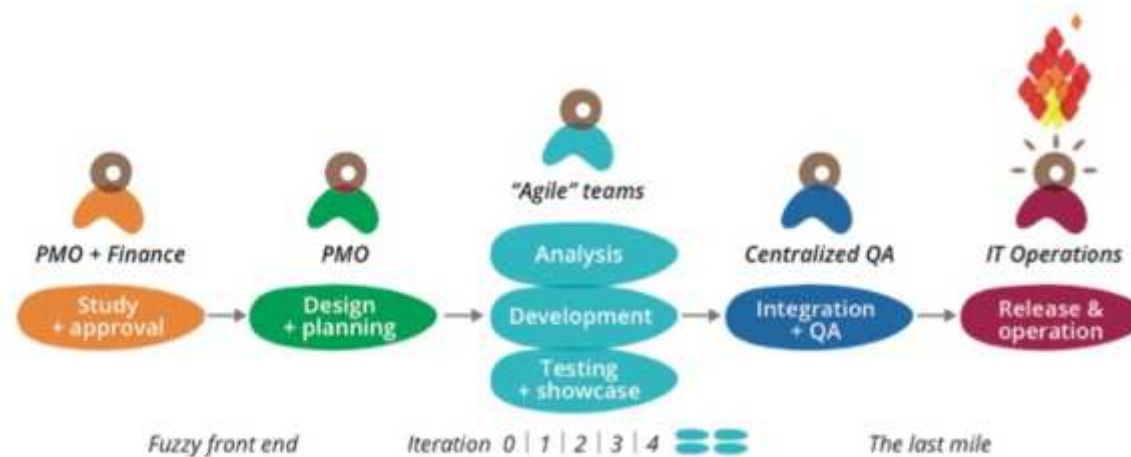 "Agile" teams
PMO + Finance
PMO
Centralized QA
IT Operations
Study
+ approval
Design
+ planning
Analysis
Development
Testing
+ showcase
Integration
+ QA
Release &
operation
Fuzzy front end
Iteration 0 | 1 | 2 | 3 | 4
The last mile